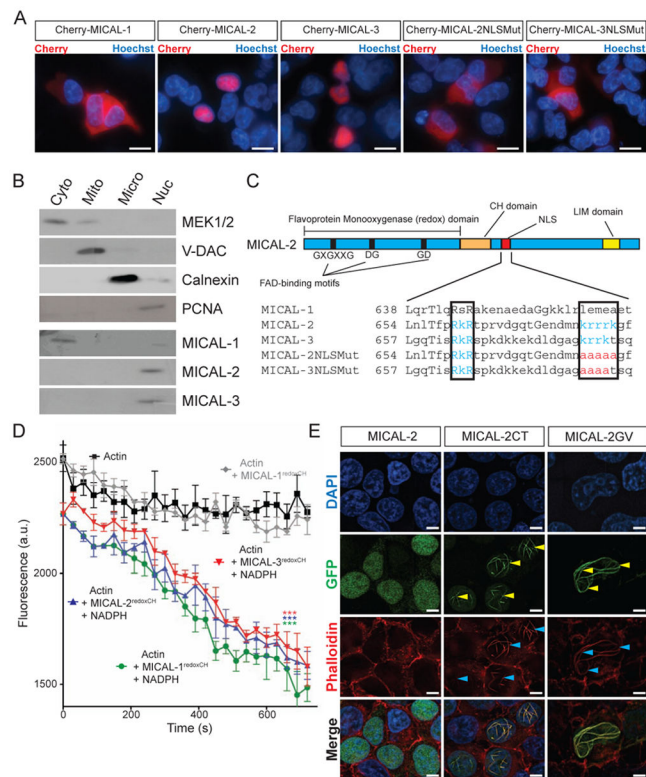 A
Cherry-MICAL-1 Cherry-MICAL-2 Cherry-MICAL-3 Cherry-MICAL-2NLSMut Cherry-MICAL-3NLSMut
Cherry Hoechst Cherry Hoechst Cherry Hoechst Cherry Hoechst Cherry Hoechst
B
Cyto Mito Micro Nuc
MEK1/2
V-DAC
Calnexin
PCNA
MICAL-1
MICAL-2
MICAL-3
C
CH domain
NLS
LIM domain
Flavoprotein Monooxygenase (redox) domain
MICAL-2
GXGXXG DG GD
FAD-binding motifs
MICAL-1 638 LqrTlqRsRakenaedaGgkklrlemeaet
MICAL-2 654 LnlTfpRkRtprvdgqtGendmnkrrrkgf
MICAL-3 657 LgqTisRkRspkdkkekdldgagkrrktsq
MICAL-2NLSMut 654 LnlTfpRkRtprvdgqtGendmnaaaaagf
MICAL-3NLSMut 657 LgqTisRkRspkdkkekdldgagaaaatsq
D
Fluorescence (a.u.)
2500
2000
1500
Actin
Actin
+ MICAL-1redoxCH
Actin
+ MICAL-3redoxCH
+ NADPH
Actin
+ MICAL-2redoxCH
+ NADPH
Actin
+ MICAL-1redoxCH
+ NADPH
***
***
***
0 200 400 600
Time (s)
E
MICAL-2 MICAL-2CT MICAL-2GV
DAPI
GFP
Phalloidin
Merge